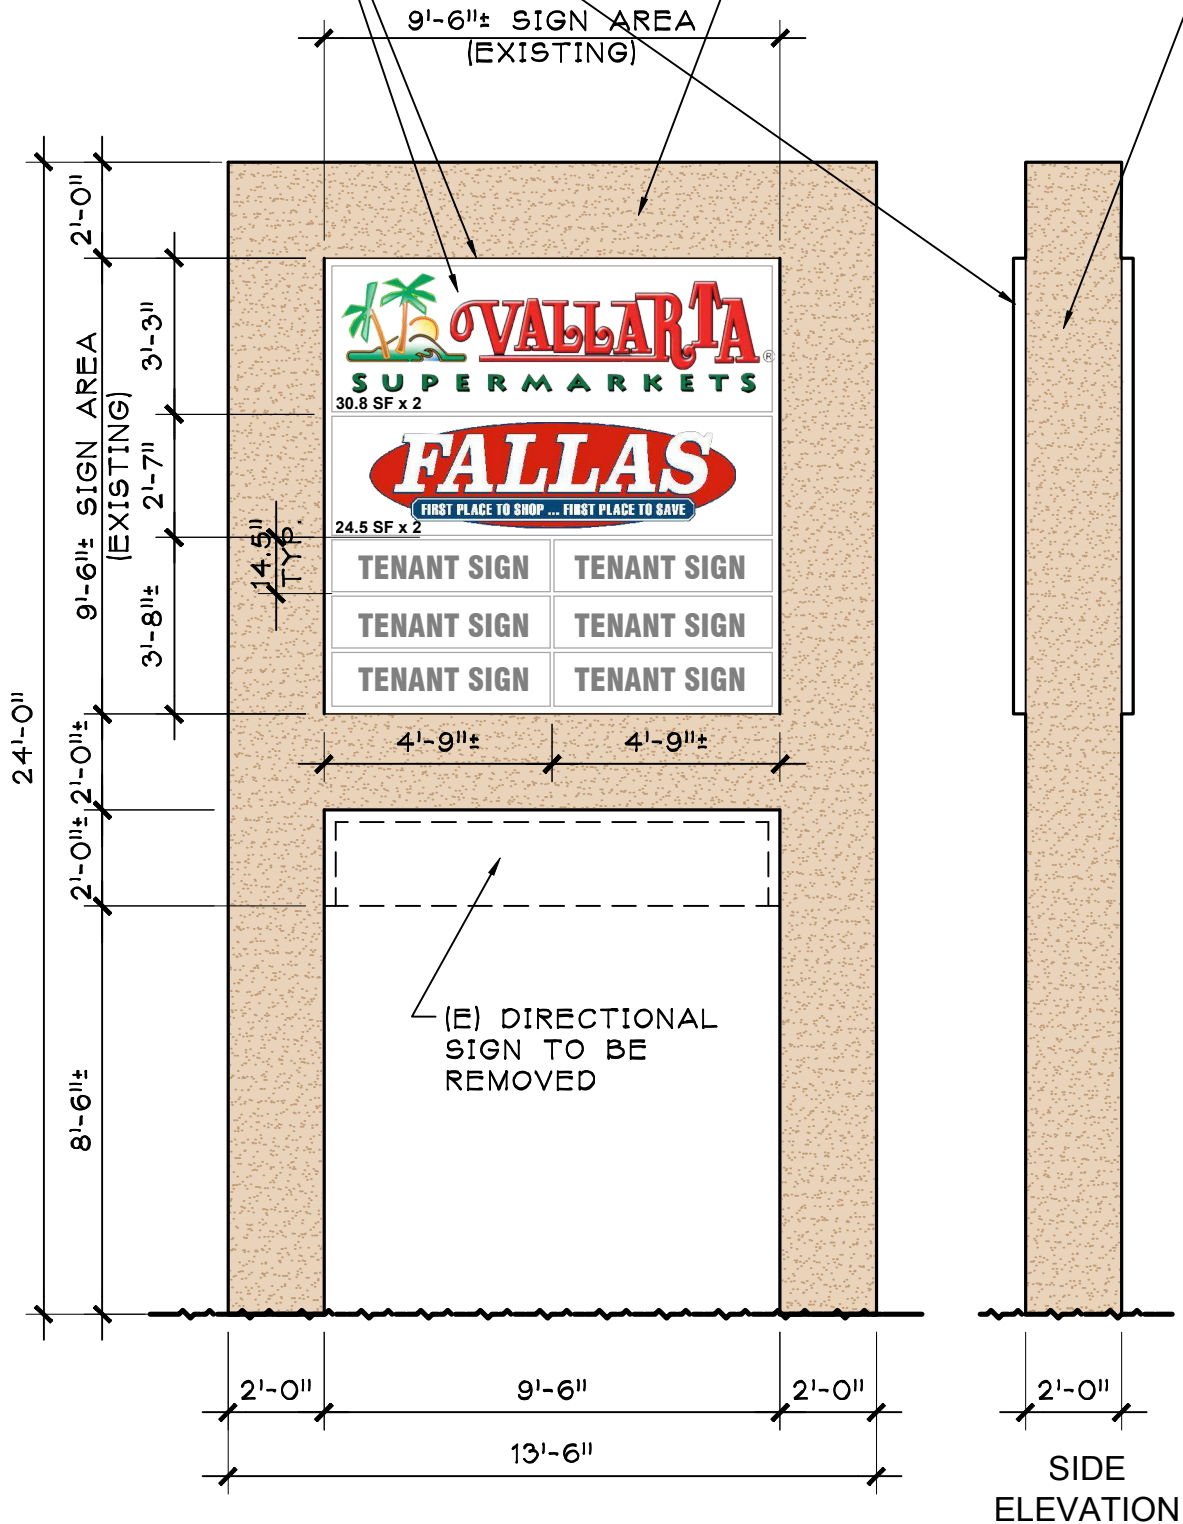 9'-6"± SIGN AREA
(EXISTING)
2'-0"
3'-3"
9'-6"± SIGN AREA
(EXISTING)
2'-7"
14.5"
TYP.
3'-8"±
24'-0"
2'-0"±
2'-0"±
8'-6"±
VALLARTA
®
SUPERMARKETS
30.8 SF x 2
FALLAS
FIRST PLACE TO SHOP ... FIRST PLACE TO SAVE
24.5 SF x 2
TENANT SIGN TENANT SIGN
TENANT SIGN TENANT SIGN
TENANT SIGN TENANT SIGN
4'-9"± 4'-9"±
(E) DIRECTIONAL
SIGN TO BE
REMOVED
2'-0" 9'-6" 2'-0" 2'-0"
13'-6"
SIDE
ELEVATION